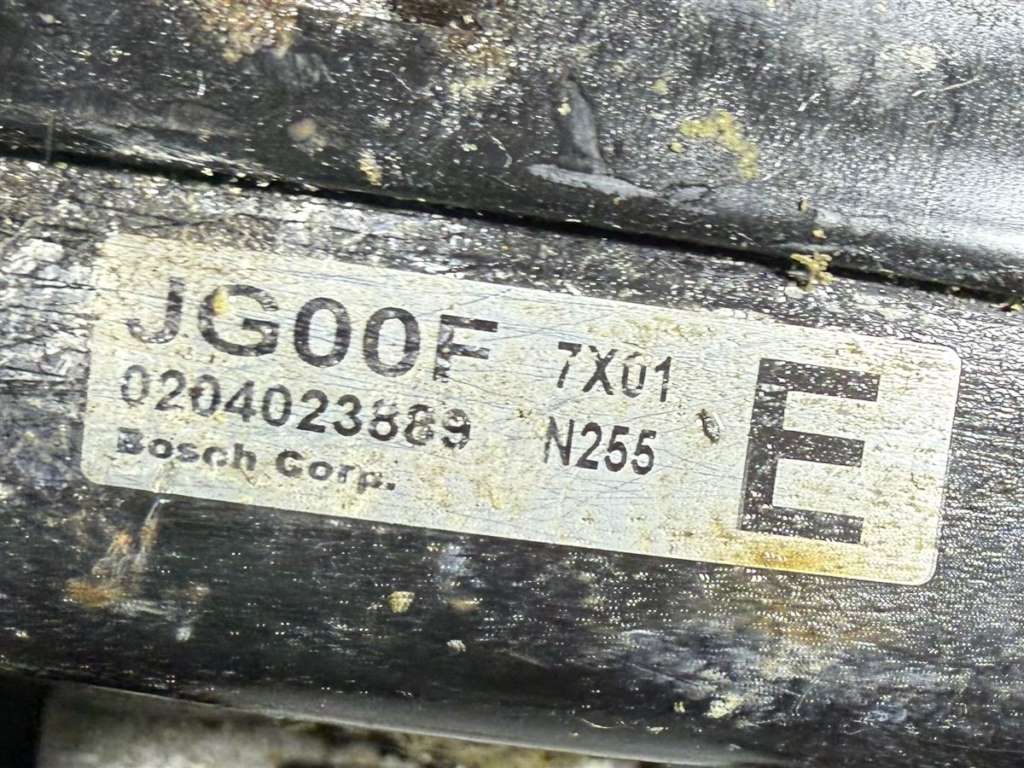 JG00F 7X01
0204023889 N255
Bosch Corp.
E